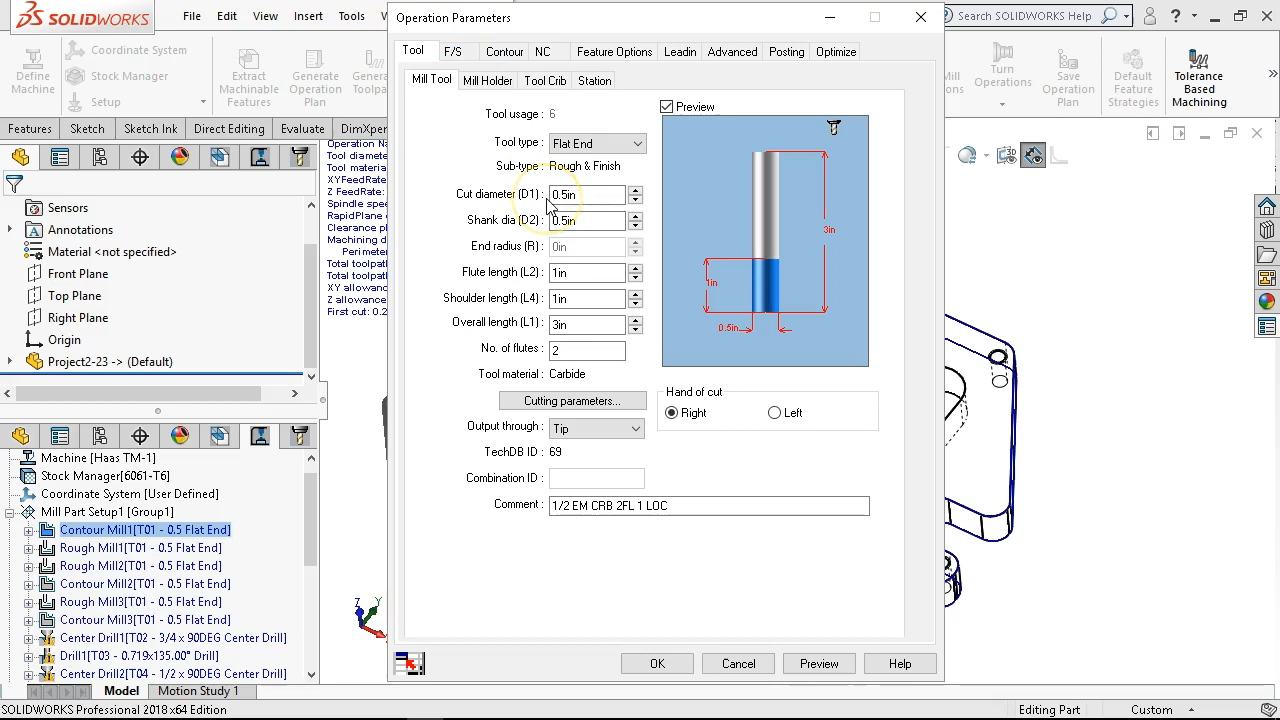 SOLIDWORKS
File Edit View Insert Tools
Search SOLIDWORKS Help
Define Machine
Coordinate System
Stock Manager
Setup
Extract Machinable Features
Generate Operation Plan
Turn Operations
Save Operation Plan
Default Feature Strategies
Tolerance Based Machining
Features Sketch Sketch Ink Direct Editing Evaluate
Sensors
Annotations
Material <not specified>
Front Plane
Top Plane
Right Plane
Origin
Project2-23 -> (Default)
Machine [Haas TM-1]
Stock Manager[6061-T6]
Coordinate System [User Defined]
Mill Part Setup1 [Group1]
Contour Mill1[T01 - 0.5 Flat End]
Rough Mill1[T01 - 0.5 Flat End]
Rough Mill2[T01 - 0.5 Flat End]
Contour Mill2[T01 - 0.5 Flat End]
Rough Mill3[T01 - 0.5 Flat End]
Contour Mill3[T01 - 0.5 Flat End]
Center Drill1[T02 - 3/4 x 90DEG Center Drill]
Drill1[T03 - 0.719x135.00° Drill]
Center Drill2[T04 - 1/2 x 90DEG Center Drill]
Model Motion Study 1
SOLIDWORKS Professional 2018 x64 Edition
Editing Part
Custom
Z Y
Operation Parameters
Tool F/S Contour NC Feature Options Leadin Advanced Posting Optimize
Mill Tool Mill Holder Tool Crib Station
Tool usage : 6
Tool type : Flat End
Sub-type : Rough & Finish
Cut diameter (D1) : 0.5in
Shank dia (D2) : 0.5in
End radius (R) : 0in
Flute length (L2) : 1in
Shoulder length (L4) : 1in
Overall length (L1) : 3in
No. of flutes : 2
Tool material : Carbide
Cutting parameters...
Output through : Tip
TechDB ID : 69
Combination ID :
Comment : 1/2 EM CRB 2FL 1 LOC
Preview
3in
1in
0.5in
Hand of cut
Right Left
OK Cancel Preview Help